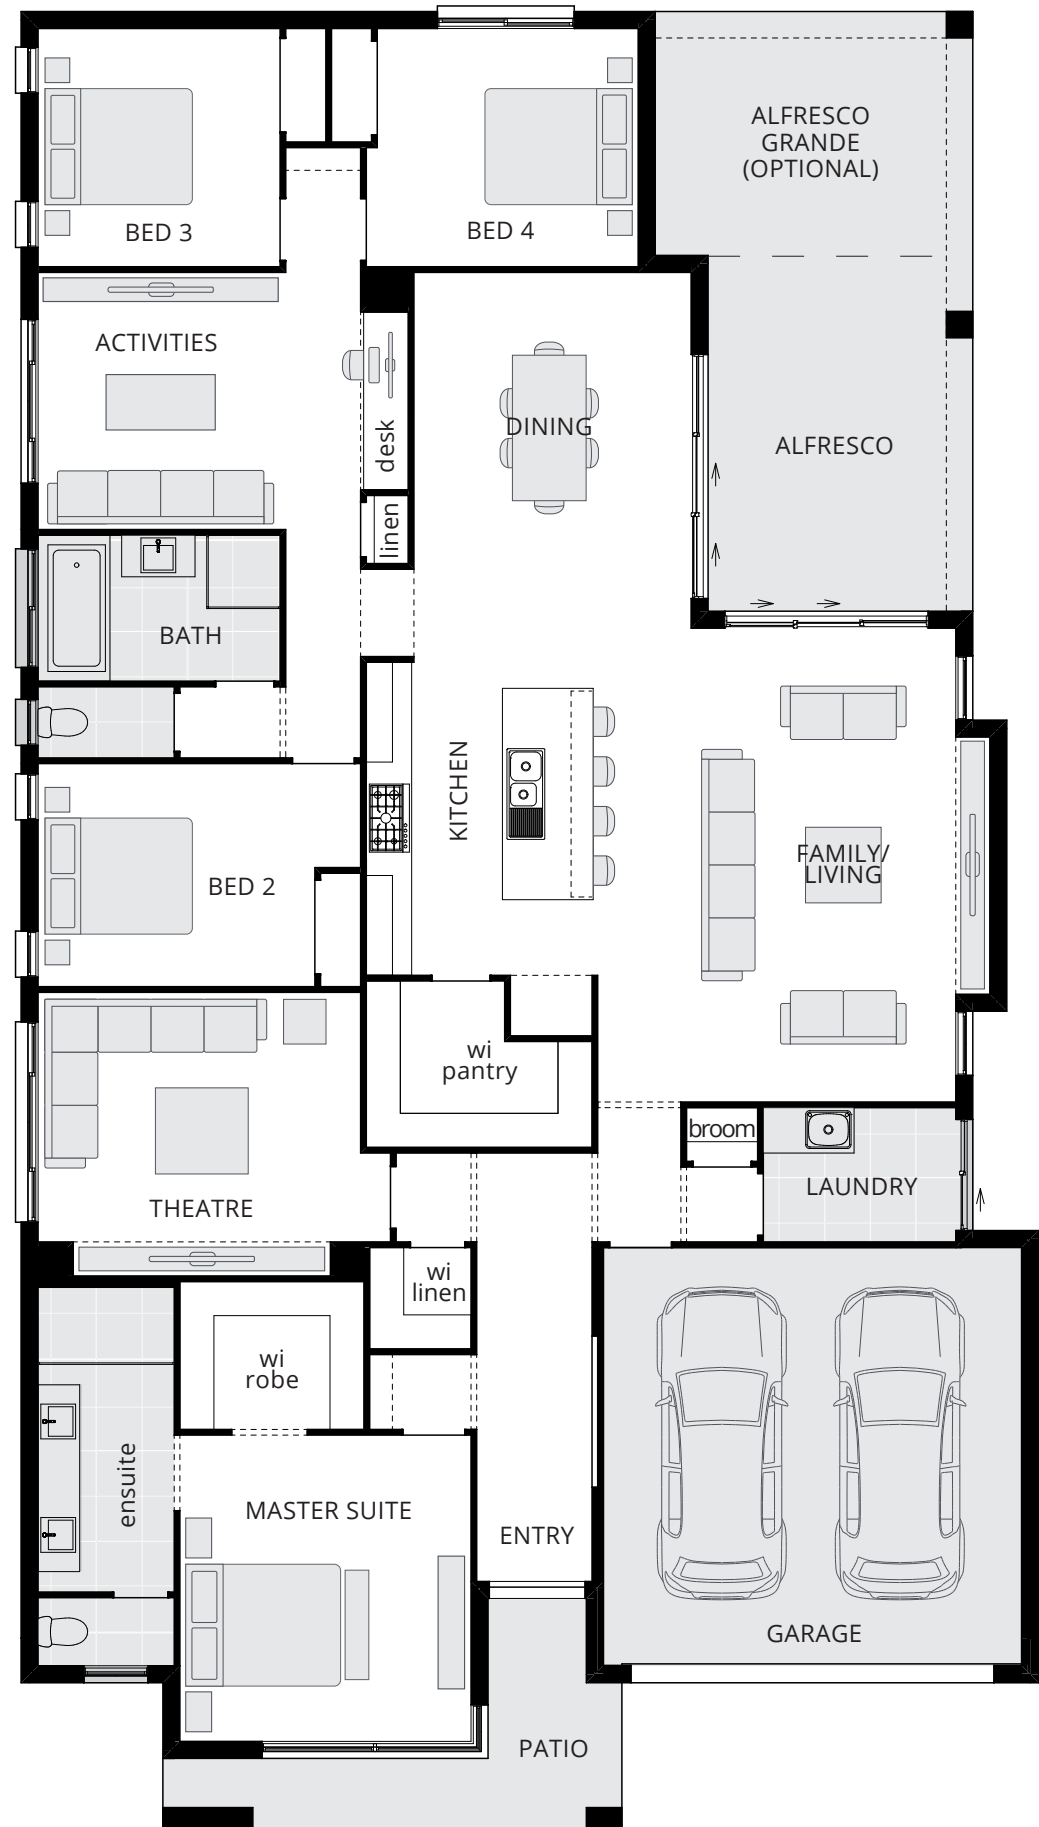 ALFRESCO
GRANDE
(OPTIONAL)
BED 3
BED 4
ACTIVITIES
desk
DINING
ALFRESCO
linen
BATH
KITCHEN
FAMILY/
LIVING
BED 2
wi
pantry
broom
LAUNDRY
THEATRE
wi
linen
wi
robe
ensuite
MASTER SUITE
ENTRY
GARAGE
PATIO